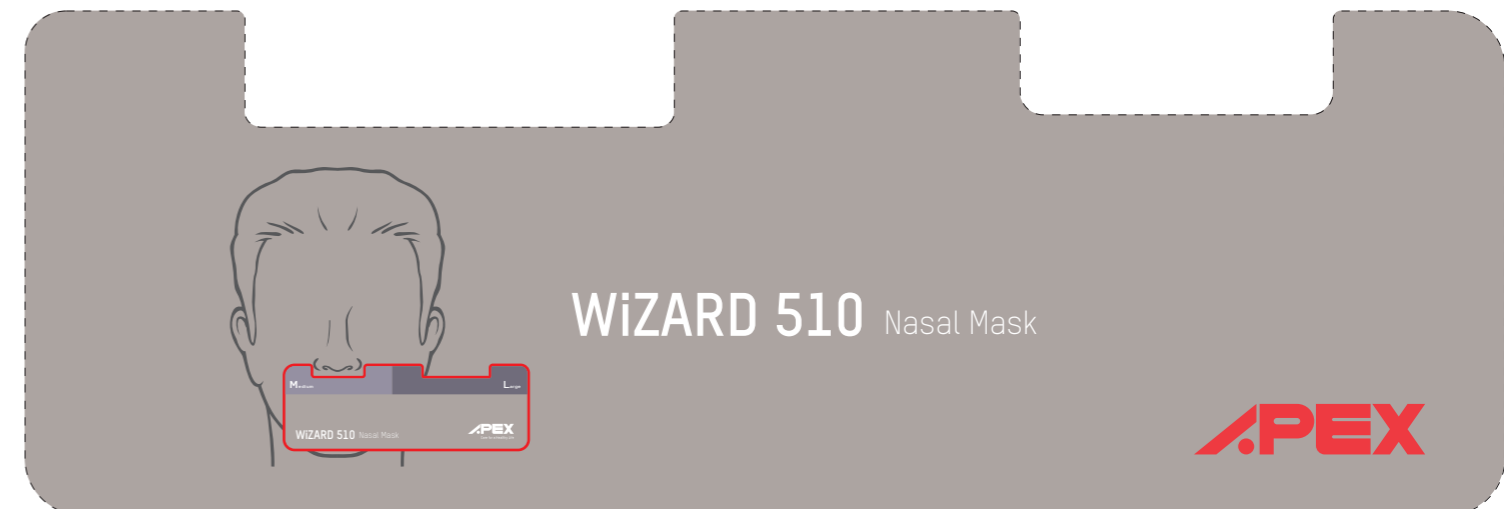 WiZARD 510 Nasal Mask
Medium
Large
WiZARD 510 Nasal Mask
APEX
APEX